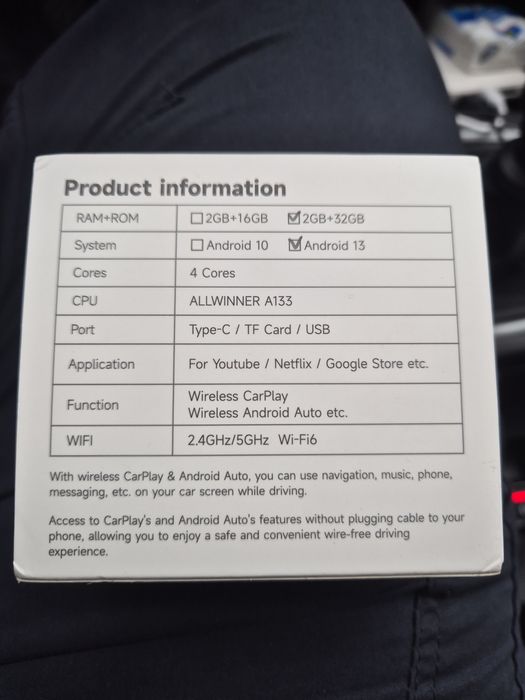 Product information
RAM+ROM ☐2GB+16GB ☑2GB+32GB
System ☐Android 10 ☑Android 13
Cores 4 Cores
CPU ALLWINNER A133
Port Type-C / TF Card / USB
Application For Youtube / Netflix / Google Store etc.
Function Wireless CarPlay
Wireless Android Auto etc.
WIFI 2.4GHz/5GHz Wi-Fi6
With wireless CarPlay & Android Auto, you can use navigation, music, phone,
messaging, etc. on your car screen while driving.
Access to CarPlay's and Android Auto's features without plugging cable to your
phone, allowing you to enjoy a safe and convenient wire-free driving
experience.